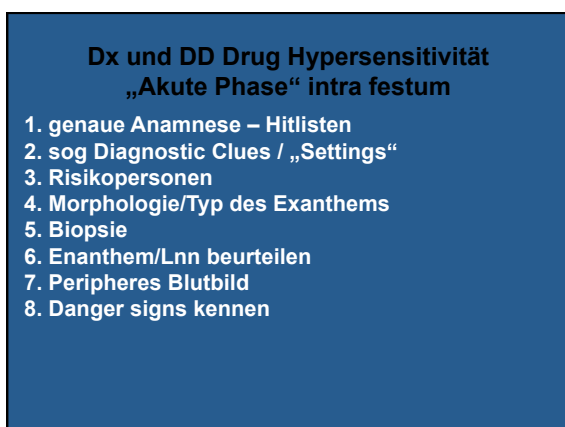 Dx und DD Drug Hypersensitivität
„Akute Phase“ intra festum
1. genaue Anamnese – Hitlisten
2. sog Diagnostic Clues / „Settings“
3. Risikopersonen
4. Morphologie/Typ des Exanthems
5. Biopsie
6. Enanthem/Lnn beurteilen
7. Peripheres Blutbild
8. Danger signs kennen